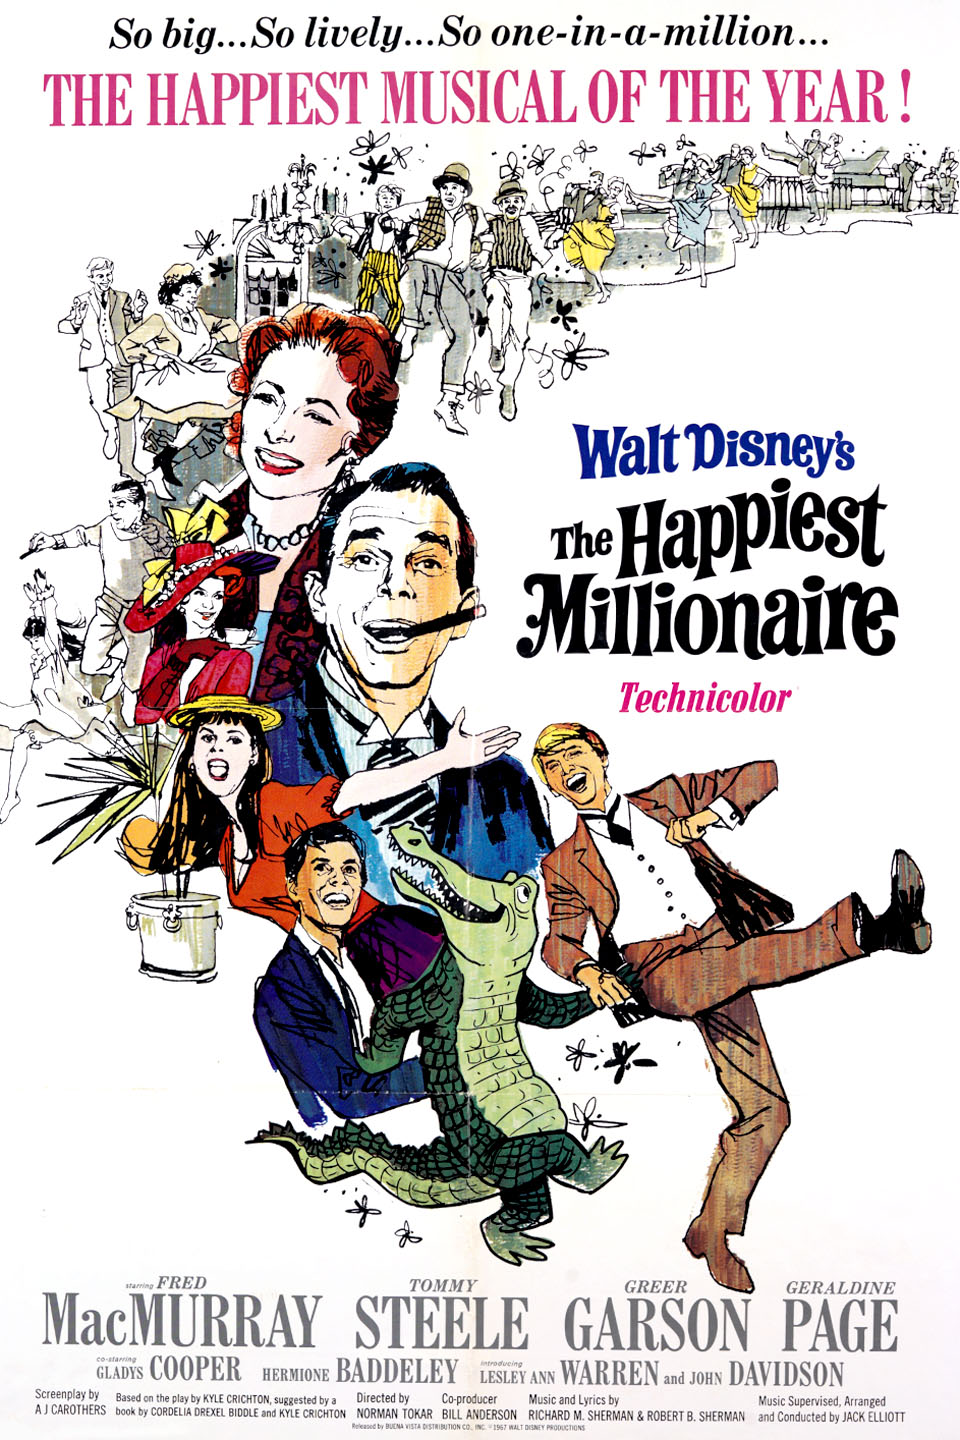 So big...So lively...So one-in-a-million...
THE HAPPIEST MUSICAL OF THE YEAR!
Walt Disney's
The Happiest
Millionaire
Technicolor
starring FRED MacMURRAY
TOMMY STEELE
GREER GARSON
GERALDINE PAGE
co-starring GLADYS COOPER
HERMIONE BADDELEY
introducing LESLEY ANN WARREN and JOHN DAVIDSON
Screenplay by
A J CAROTHERS
Based on the play by KYLE CRICHTON, suggested by a
book by CORDELIA DREXEL BIDDLE and KYLE CRICHTON
Directed by
NORMAN TOKAR
Co-producer
BILL ANDERSON
Music and Lyrics by
RICHARD M. SHERMAN & ROBERT B. SHERMAN
Music Supervised, Arranged
and Conducted by JACK ELLIOTT
Released by BUENA VISTA DISTRIBUTION CO., INC. © 1967 WALT DISNEY PRODUCTIONS